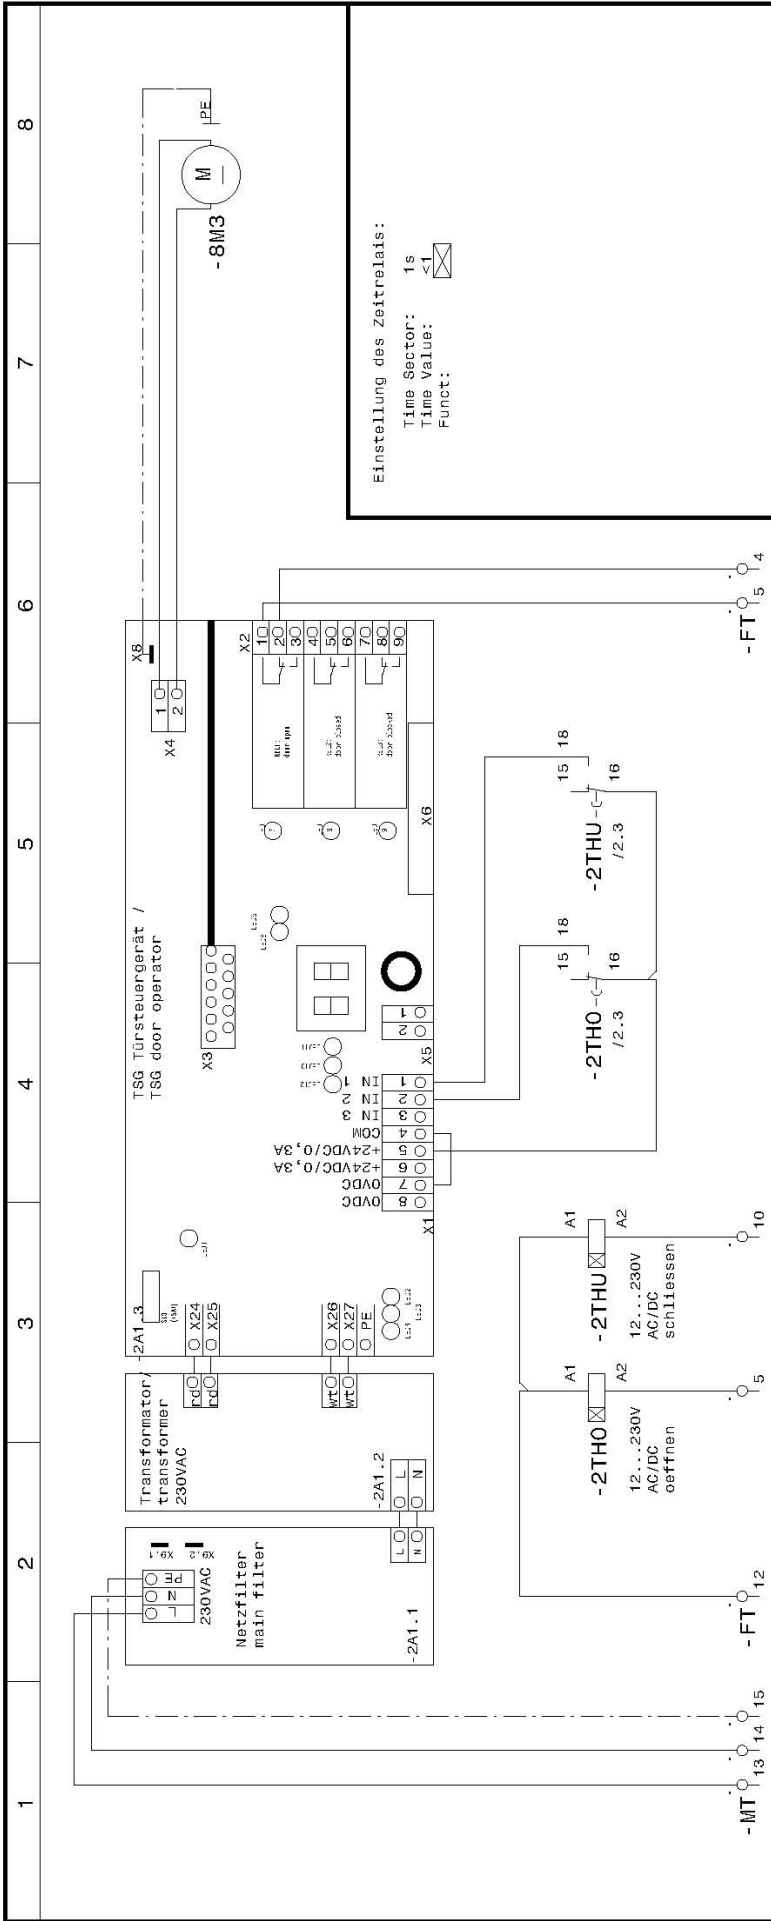 1
2
3
4
5
6
7
8
230VAC
L
N
PE
X9.1
X9.2
Netzfilter
main filter
-2A1.1
L
N
Transformator/
transformer
230VAC
rd
rd
wt
wt
-2A1.2
L
N
-2A1.3
X24
X25
X26
X27
PE
TSG Türsteuergerät /
TSG door operator
X3
X8
X4
1
2
X2
1
2
3
4
5
6
7
8
9
REL1:
door open
X6
X5
2
1
X1
8
7
6
5
4
3
2
1
0VDC
0VDC
+24VDC/0,3A
+24VDC/0,3A
COM
IN 3
IN 2
IN 1
PE
M
-8M3
Einstellung des Zeitrelais:
Time Sector: 1s
Time Value: <1
Funct:
-2THO
A1
A2
12...230V
AC/DC
oeffnen
-2THU
A1
A2
12...230V
AC/DC
schliessen
-2THO
/2.3
15
18
16
-2THU
/2.3
15
18
16
-MT
13
14
15
-FT
12
5
10
-FT
5
4